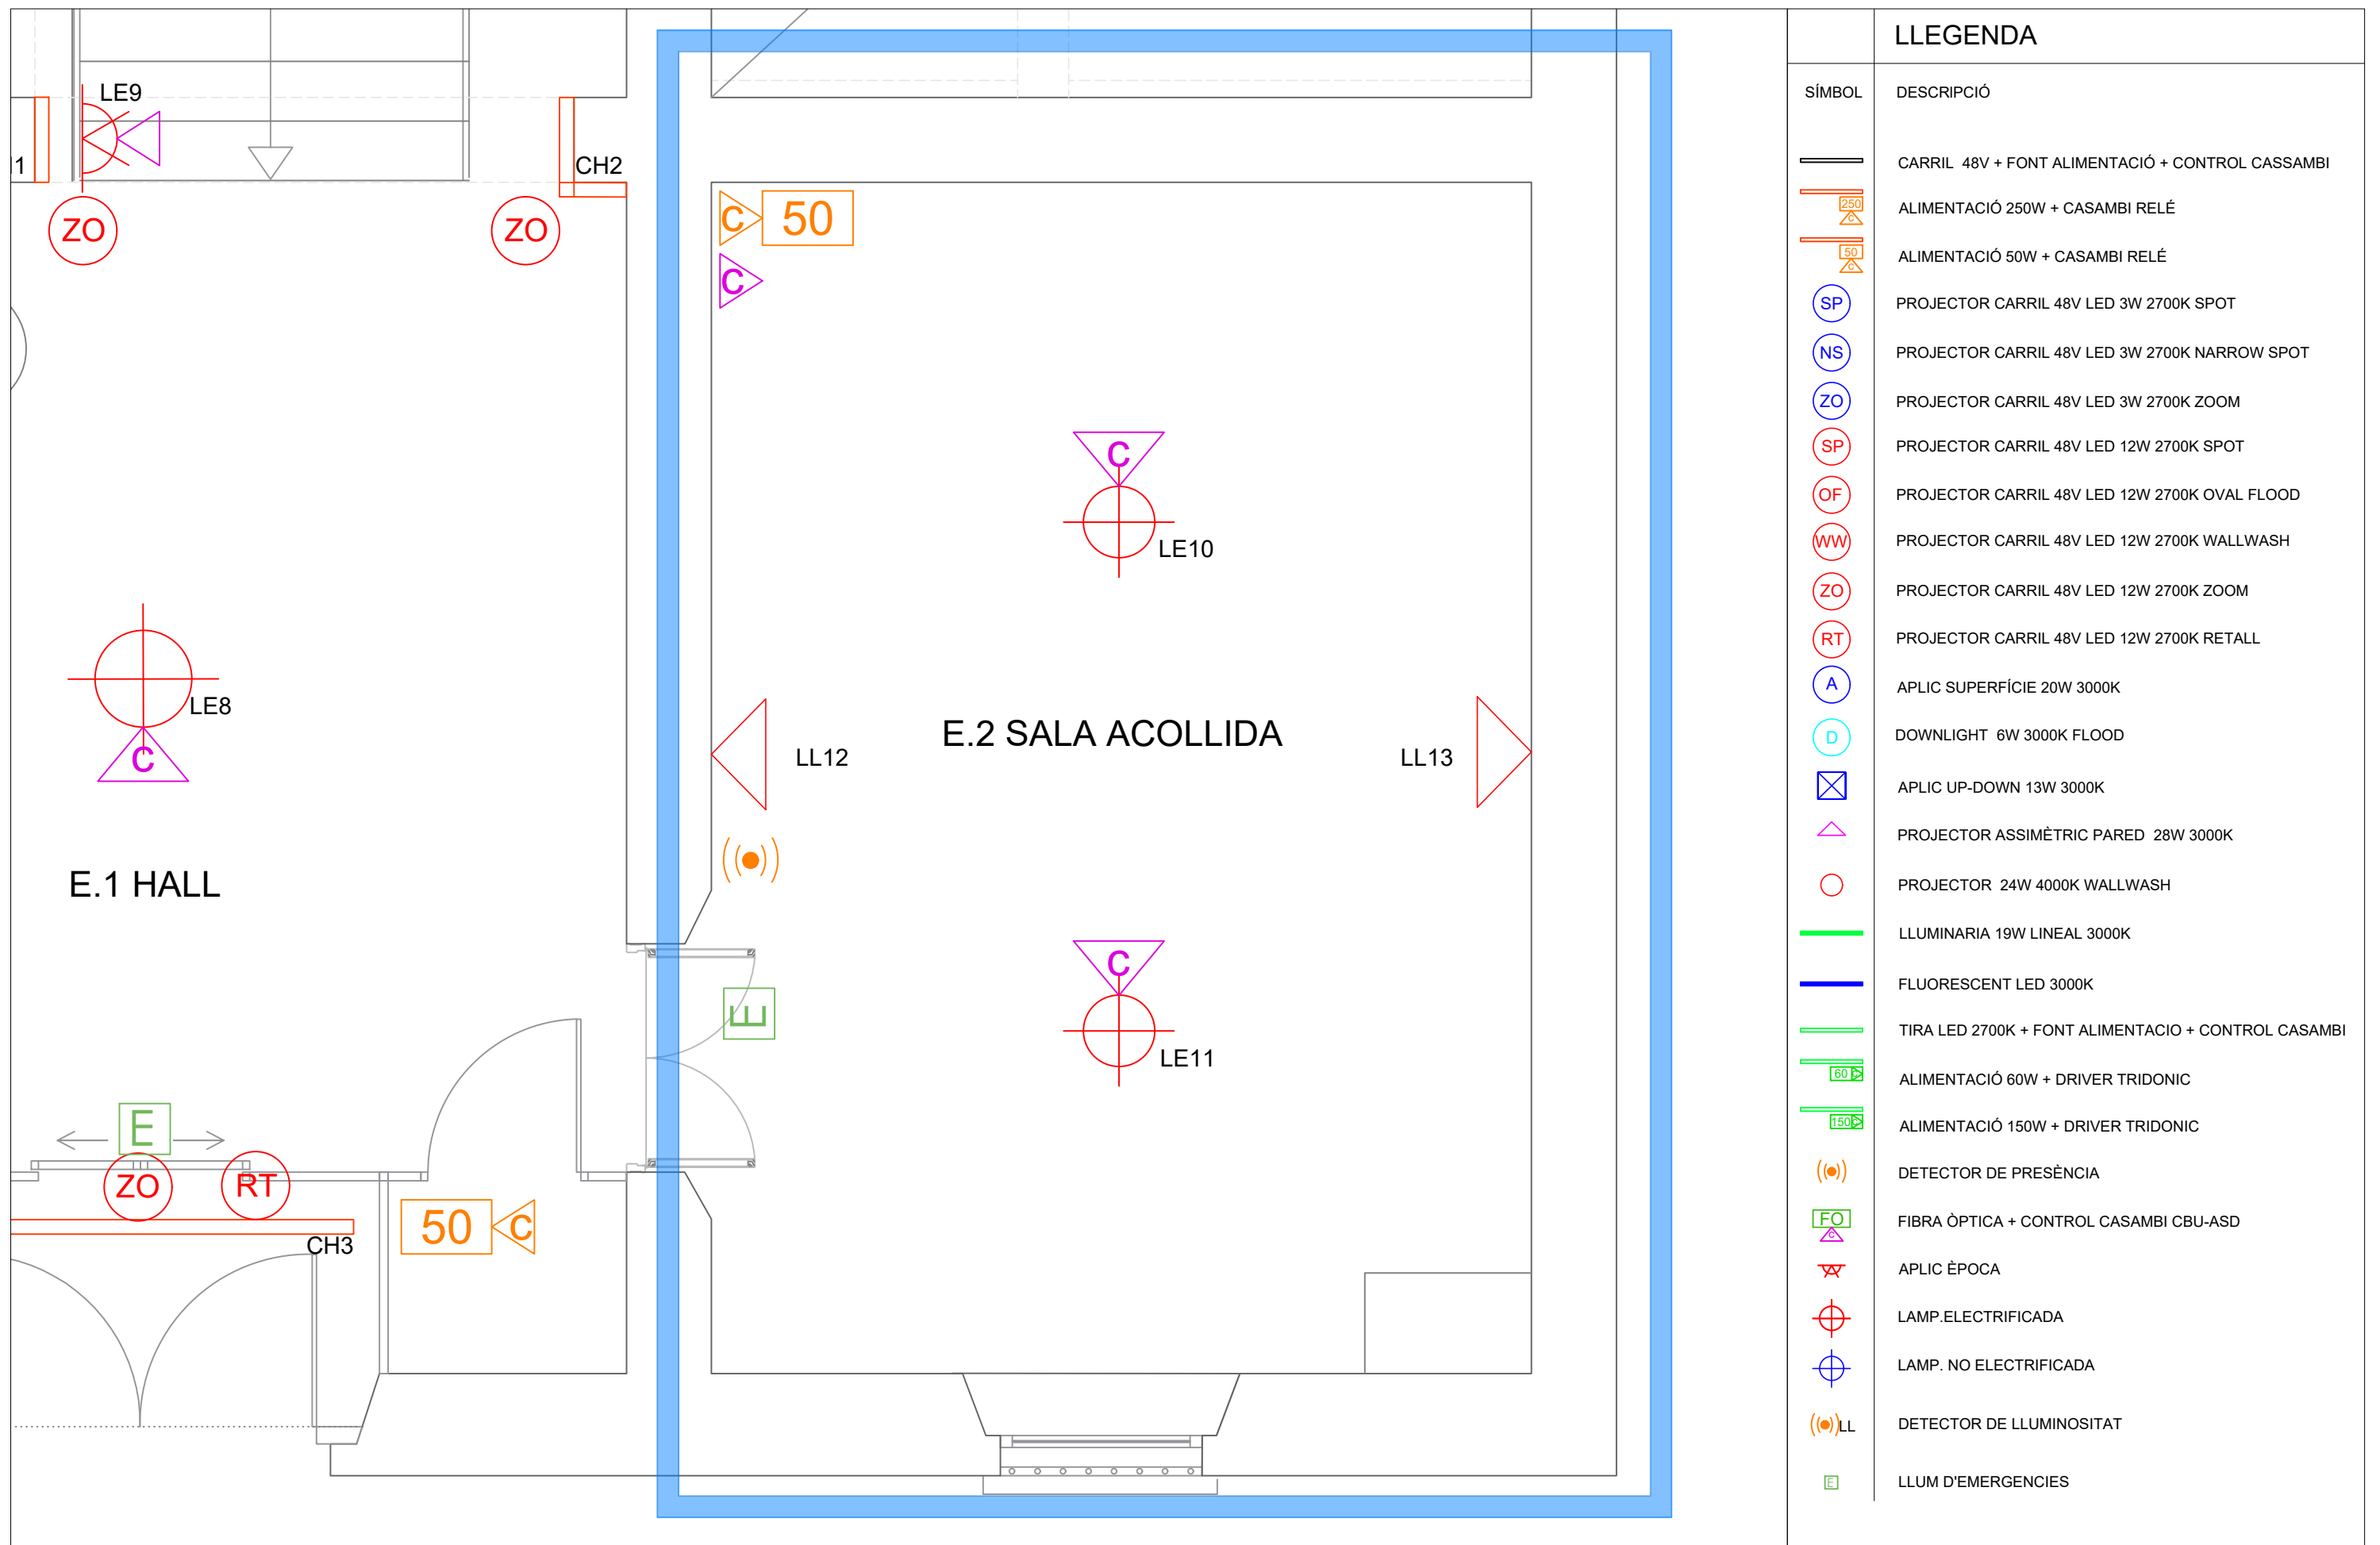 LE9
I1
CH2
ZO
ZO
C
50
C
C
LE10
LE8
C
E.2 SALA ACOLLIDA
LL12
LL13
E.1 HALL
C
E
LE11
E
ZO
RT
50
C
CH3
LLEGENDA
SÍMBOL
DESCRIPCIÓ
CARRIL 48V + FONT ALIMENTACIÓ + CONTROL CASSAMBI
250
C
ALIMENTACIÓ 250W + CASAMBI RELÉ
50
C
ALIMENTACIÓ 50W + CASAMBI RELÉ
SP
PROJECTOR CARRIL 48V LED 3W 2700K SPOT
NS
PROJECTOR CARRIL 48V LED 3W 2700K NARROW SPOT
ZO
PROJECTOR CARRIL 48V LED 3W 2700K ZOOM
SP
PROJECTOR CARRIL 48V LED 12W 2700K SPOT
OF
PROJECTOR CARRIL 48V LED 12W 2700K OVAL FLOOD
WW
PROJECTOR CARRIL 48V LED 12W 2700K WALLWASH
ZO
PROJECTOR CARRIL 48V LED 12W 2700K ZOOM
RT
PROJECTOR CARRIL 48V LED 12W 2700K RETALL
A
APLIC SUPERFÍCIE 20W 3000K
D
DOWNLIGHT 6W 3000K FLOOD
APLIC UP-DOWN 13W 3000K
PROJECTOR ASSIMÈTRIC PARED 28W 3000K
PROJECTOR 24W 4000K WALLWASH
LLUMINARIA 19W LINEAL 3000K
FLUORESCENT LED 3000K
TIRA LED 2700K + FONT ALIMENTACIO + CONTROL CASAMBI
60
ALIMENTACIÓ 60W + DRIVER TRIDONIC
150
ALIMENTACIÓ 150W + DRIVER TRIDONIC
DETECTOR DE PRESÈNCIA
FO
C
FIBRA ÒPTICA + CONTROL CASAMBI CBU-ASD
APLIC ÈPOCA
LAMP.ELECTRIFICADA
LAMP. NO ELECTRIFICADA
LL
DETECTOR DE LLUMINOSITAT
E
LLUM D'EMERGENCIES